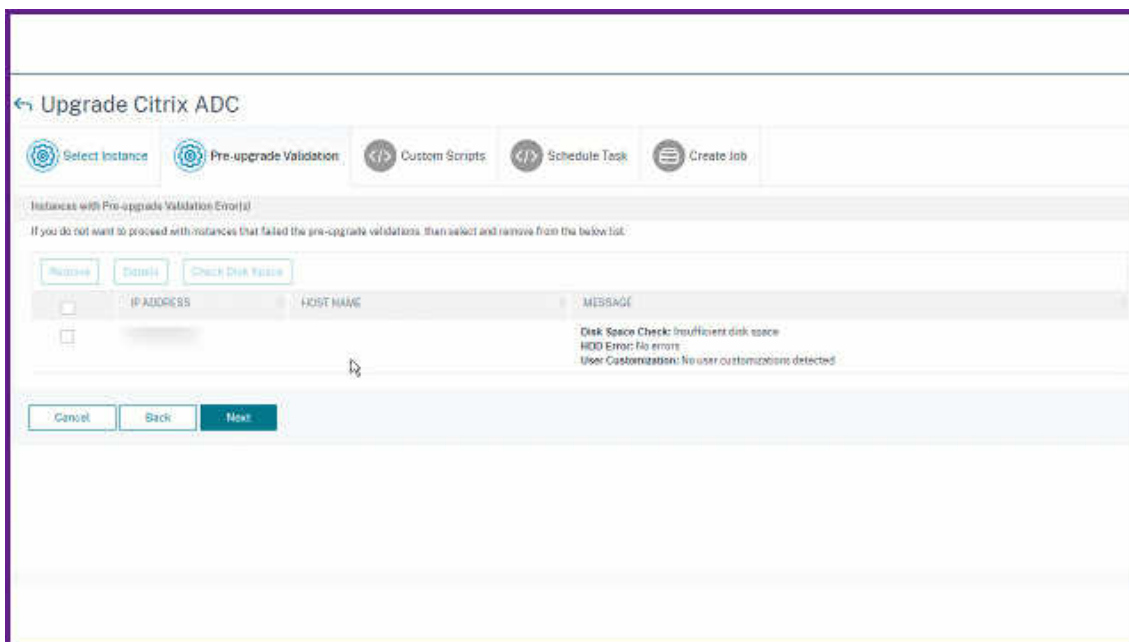 Upgrade Citrix ADC
Select Instance Pre-upgrade Validation Custom Scripts Schedule Task Create Job
Instances with Pre-upgrade Validation Error(s)
If you do not want to proceed with instances that failed the pre-upgrade validations, then select and remove from the below list.
Remove Details Check Disk Space
IP ADDRESS HOST NAME MESSAGE
Disk Space Check: Insufficient disk space
HDD Error: No errors
User Customization: No user customizations detected
Cancel Back Next